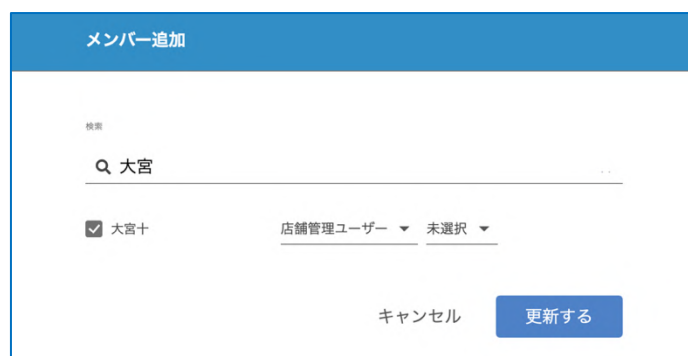 メンバー追加
検索
大宮
大宮十
店舗管理ユーザー 未選択
キャンセル 更新する